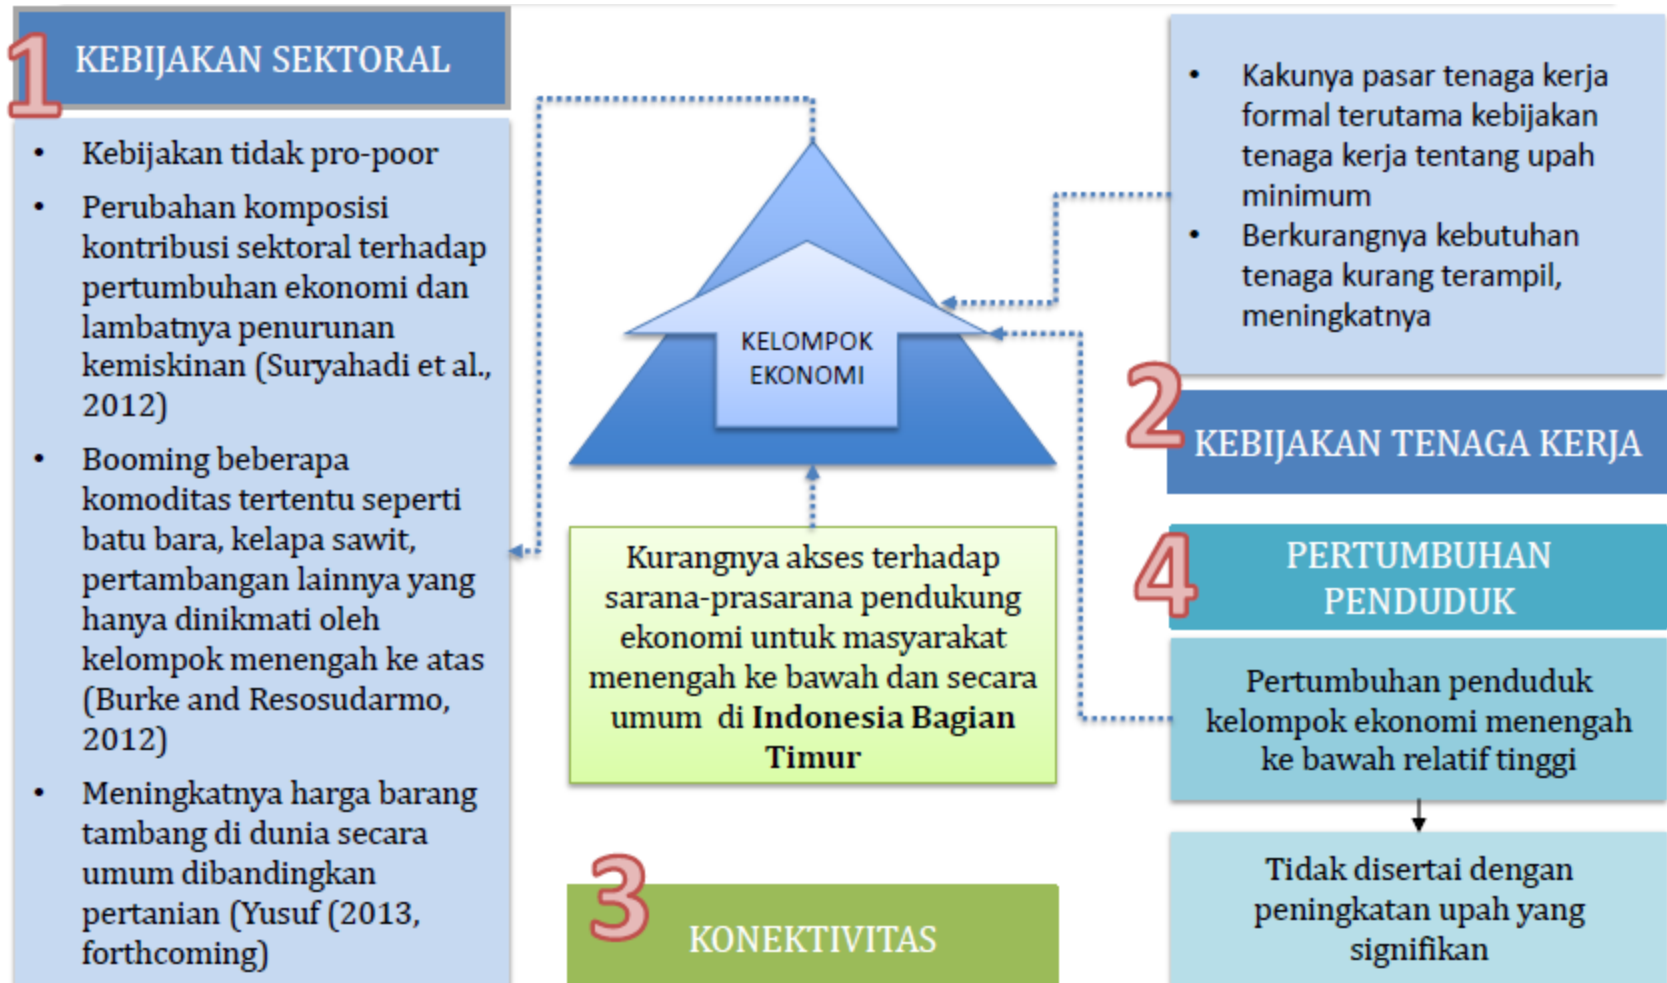 1
KEBIJAKAN SEKTORAL
• Kebijakan tidak pro-poor
• Perubahan komposisi
kontribusi sektoral terhadap
pertumbuhan ekonomi dan
lambatnya penurunan
kemiskinan (Suryahadi et al.,
2012)
• Booming beberapa
komoditas tertentu seperti
batu bara, kelapa sawit,
pertambangan lainnya yang
hanya dinikmati oleh
kelompok menengah ke atas
(Burke and Resosudarmo,
2012)
• Meningkatnya harga barang
tambang di dunia secara
umum dibandingkan
pertanian (Yusuf (2013,
forthcoming)
KELOMPOK
EKONOMI
• Kakunya pasar tenaga kerja
formal terutama kebijakan
tenaga kerja tentang upah
minimum
• Berkurangnya kebutuhan
tenaga kurang terampil,
meningkatnya
2
KEBIJAKAN TENAGA KERJA
Kurangnya akses terhadap
sarana-prasarana pendukung
ekonomi untuk masyarakat
menengah ke bawah dan secara
umum di Indonesia Bagian
Timur
3
KONEKTIVITAS
4
PERTUMBUHAN
PENDUDUK
Pertumbuhan penduduk
kelompok ekonomi menengah
ke bawah relatif tinggi
Tidak disertai dengan
peningkatan upah yang
signifikan